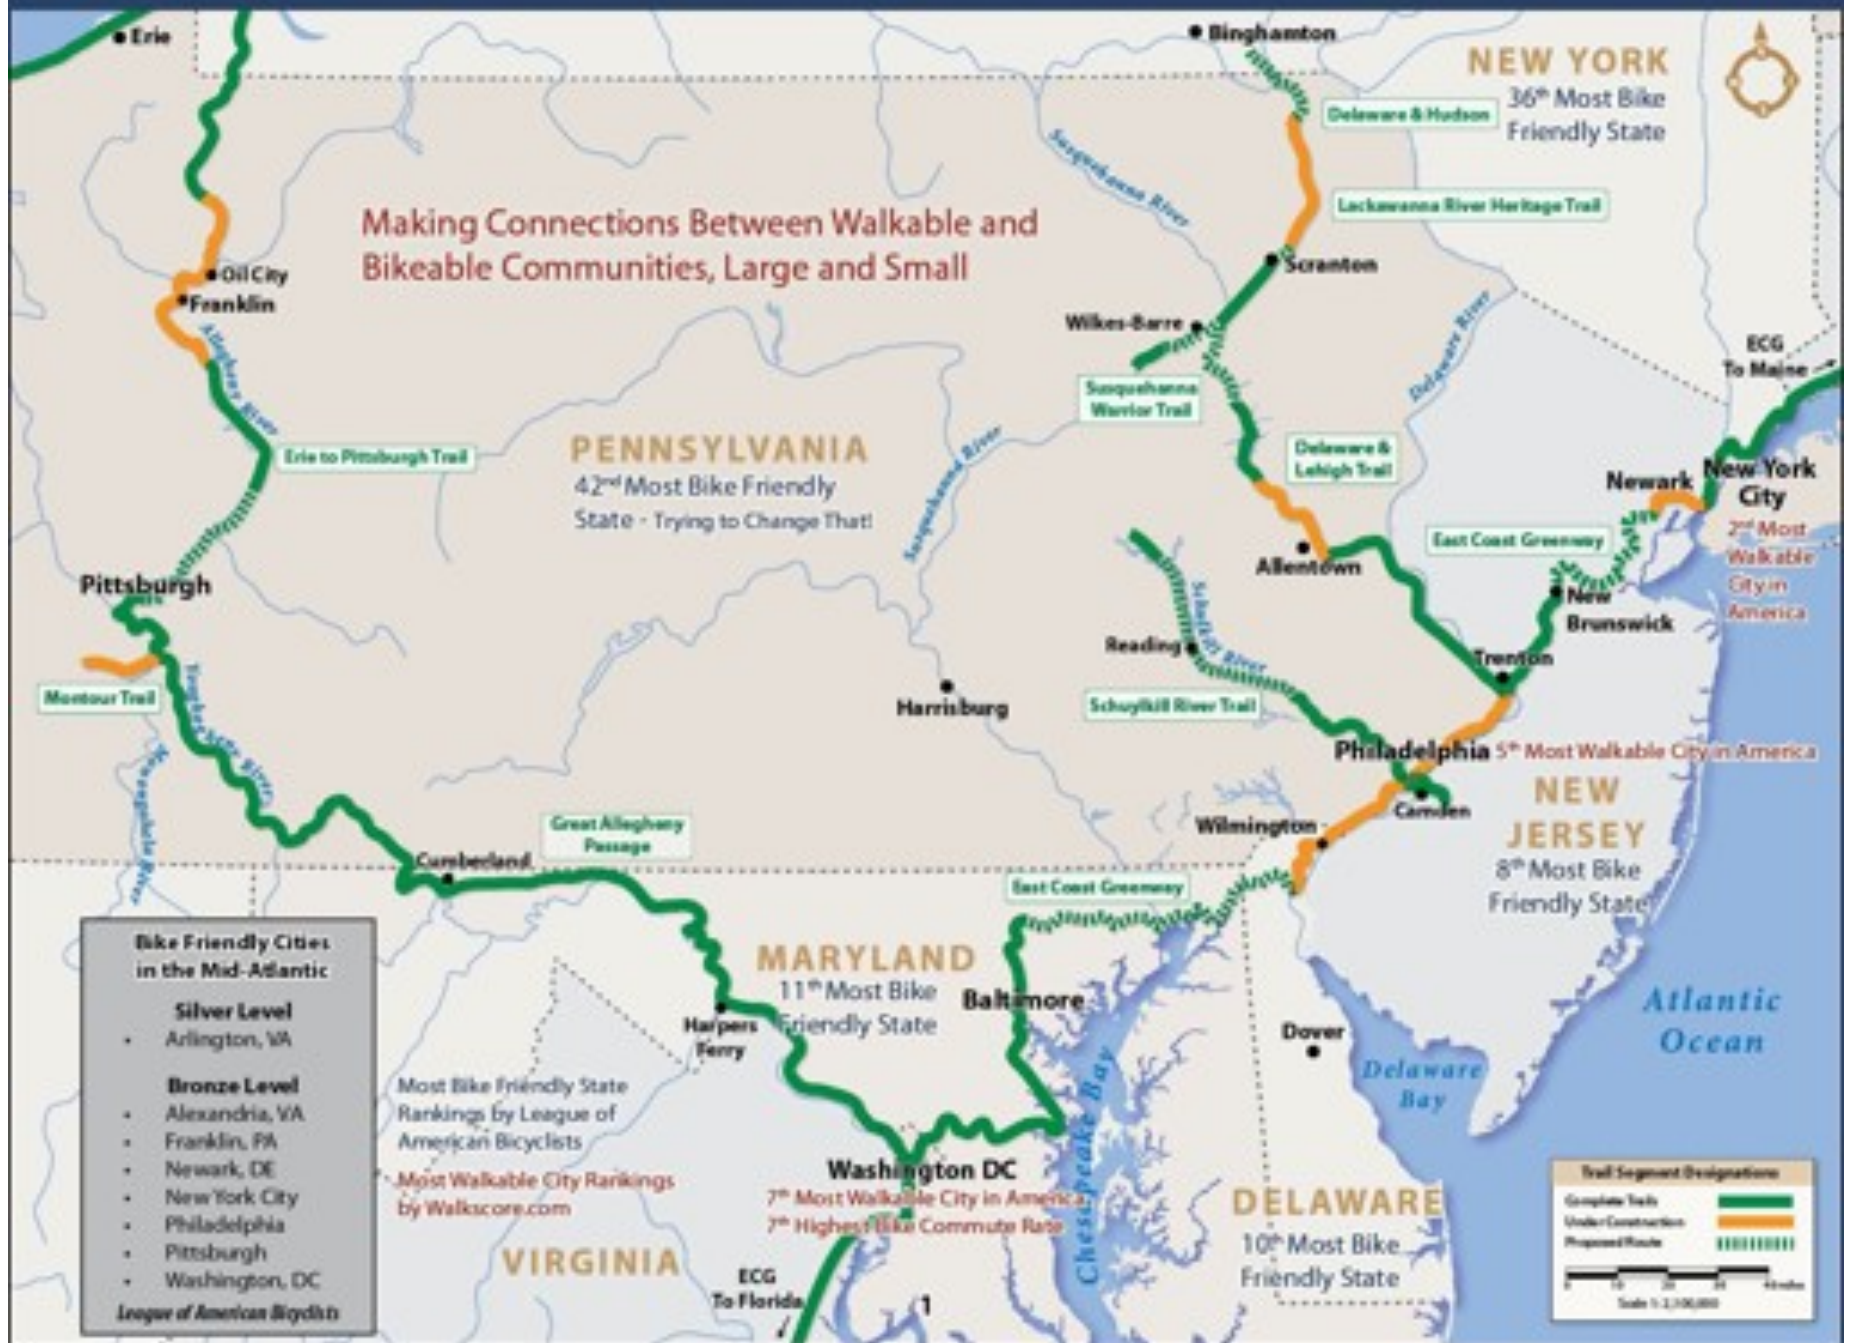 Erie
Binghamton
NEW YORK
36th Most Bike
Friendly State
Delaware & Hudson
Susquehanna River
Lackawanna River Heritage Trail
Making Connections Between Walkable and
Bikeable Communities, Large and Small
Scranton
Oil City
Franklin
Wilkes-Barre
Allegheny River
Delaware River
ECG
To Maine
Susquehanna
Warrior Trail
Erie to Pittsburgh Trail
PENNSYLVANIA
42nd Most Bike Friendly
State - Trying to Change That!
Susquehanna River
Delaware &
Lehigh Trail
Newark
New York
City
2nd Most
Walkable
City in
America
East Coast Greenway
Allentown
Pittsburgh
New
Brunswick
Reading
River
Trenton
Montour Trail
River
Harrisburg
Schuylkill River Trail
Philadelphia
5th Most Walkable City in America
Camden
NEW
JERSEY
8th Most Bike
Friendly State
Wilmington
River
Great Allegheny
Passage
Cumberland
East Coast Greenway
MARYLAND
11th Most Bike
Friendly State
Baltimore
Harpers
Ferry
Dover
Delaware
Bay
Atlantic
Ocean
Chesapeake Bay
Bike Friendly Cities
in the Mid-Atlantic
Silver Level
• Arlington, VA
Bronze Level
• Alexandria, VA
• Franklin, PA
• Newark, DE
• New York City
• Philadelphia
• Pittsburgh
• Washington, DC
League of American Bicyclists
Most Bike Friendly State
Rankings by League of
American Bicyclists
Most Walkable City Rankings
by Walkscore.com
Washington DC
7th Most Walkable City in America
7th Highest Bike Commute Rate
VIRGINIA
ECG
To Florida
1
DELAWARE
10th Most Bike
Friendly State
Trail Segment Designations
Complete Trails
Under Construction
Proposed Route
0 10 20 30 40 miles